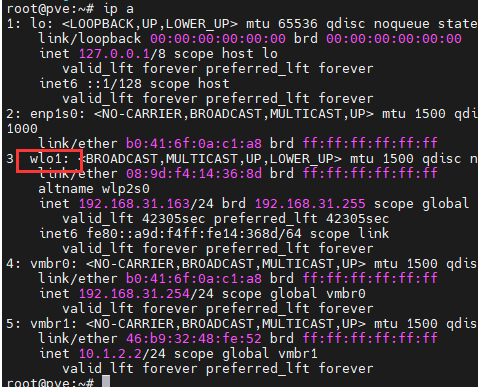 root@pve:~# ip a
1: lo: <LOOPBACK,UP,LOWER_UP> mtu 65536 qdisc noqueue state
link/loopback 00:00:00:00:00:00 brd 00:00:00:00:00:00
inet 127.0.0.1/8 scope host lo
valid_lft forever preferred_lft forever
inet6 ::1/128 scope host
valid_lft forever preferred_lft forever
2: enp1s0: <NO-CARRIER,BROADCAST,MULTICAST,UP> mtu 1500 qdi
1000
link/ether b0:41:6f:0a:c1:a8 brd ff:ff:ff:ff:ff:ff
3 wlo1: <BROADCAST,MULTICAST,UP,LOWER_UP> mtu 1500 qdisc n
link/ether 08:9d:f4:14:36:8d brd ff:ff:ff:ff:ff:ff
altname wlp2s0
inet 192.168.31.163/24 brd 192.168.31.255 scope global
valid_lft 42305sec preferred_lft 42305sec
inet6 fe80::a9d:f4ff:fe14:368d/64 scope link
valid_lft forever preferred_lft forever
4: vmbr0: <NO-CARRIER,BROADCAST,MULTICAST,UP> mtu 1500 qdis
link/ether b0:41:6f:0a:c1:a8 brd ff:ff:ff:ff:ff:ff
inet 192.168.31.254/24 scope global vmbr0
valid_lft forever preferred_lft forever
5: vmbr1: <NO-CARRIER,BROADCAST,MULTICAST,UP> mtu 1500 qdis
link/ether 46:b9:32:48:fe:52 brd ff:ff:ff:ff:ff:ff
inet 10.1.2.2/24 scope global vmbr1
valid_lft forever preferred_lft forever
root@pve:~#